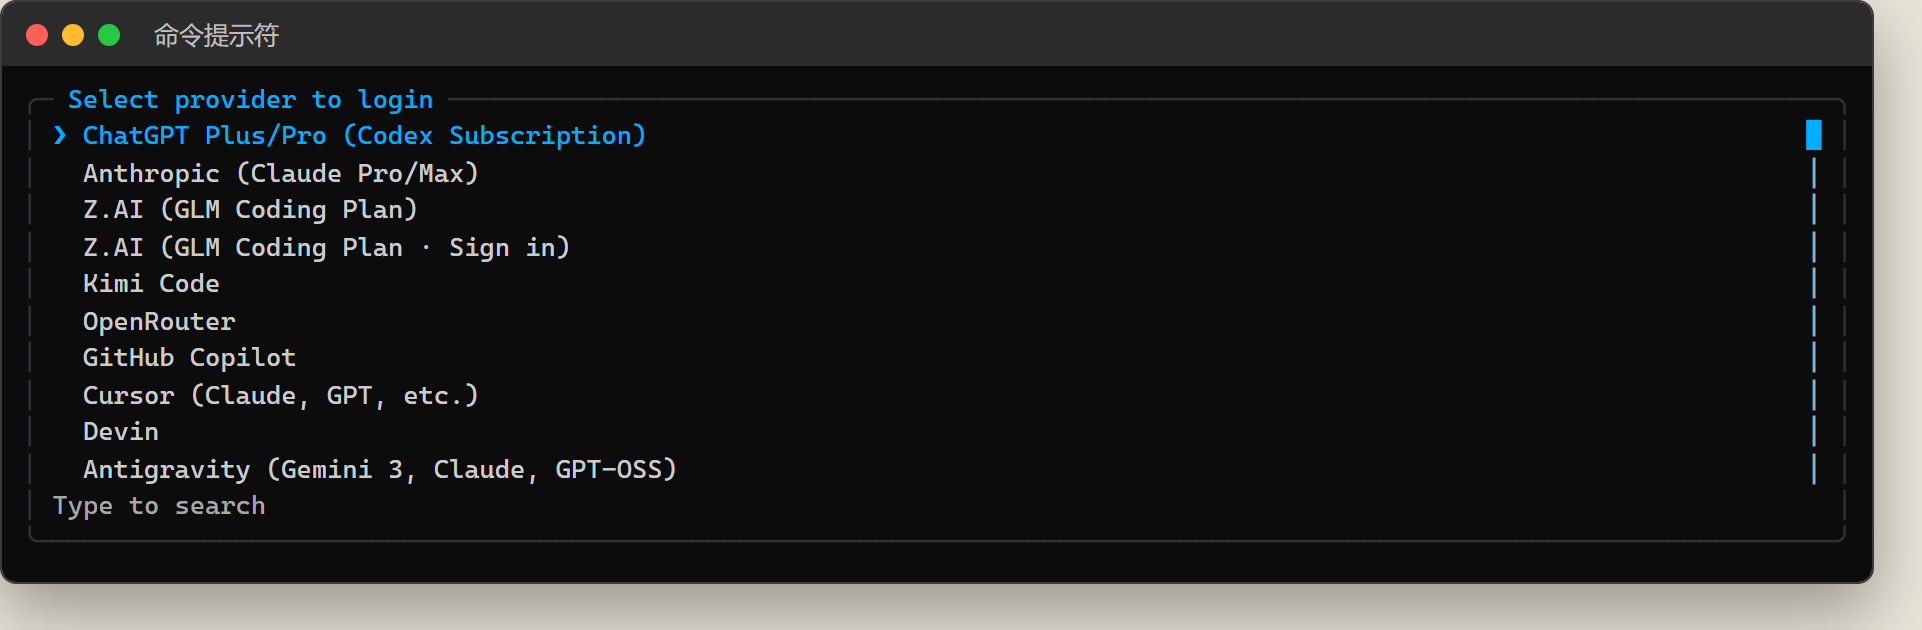 命令提示符
Select provider to login
❯ ChatGPT Plus/Pro (Codex Subscription)
Anthropic (Claude Pro/Max)
Z.AI (GLM Coding Plan)
Z.AI (GLM Coding Plan · Sign in)
Kimi Code
OpenRouter
GitHub Copilot
Cursor (Claude, GPT, etc.)
Devin
Antigravity (Gemini 3, Claude, GPT-OSS)
Type to search